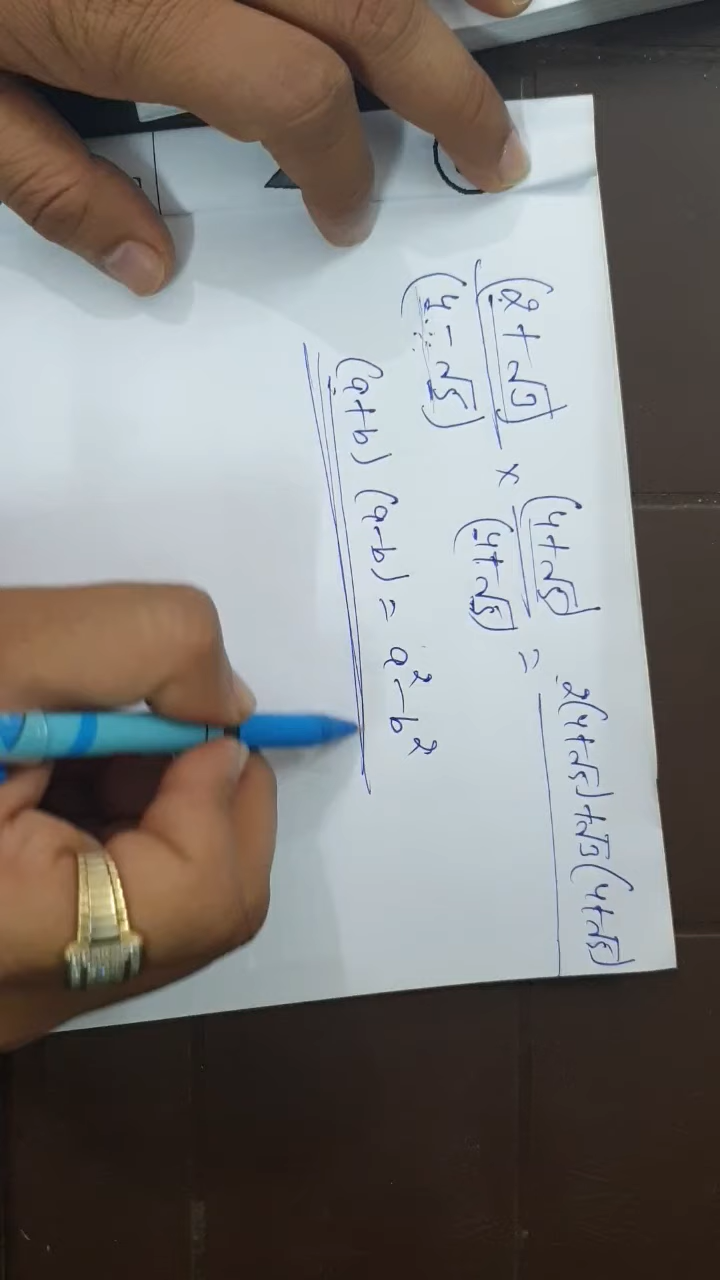 (2 + √3) / (4 - √5) × (4 + √5) / (4 + √5) = 2(4+√5) + √3(4+√5)
(a+b) (a-b) = a² - b²